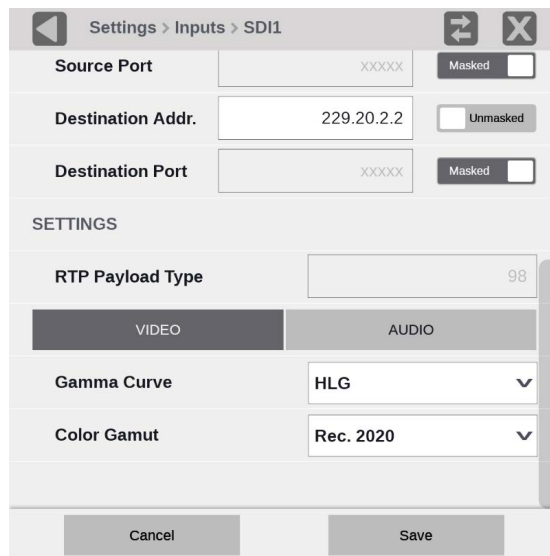 Settings > Inputs > SDI1
Source Port xxxxx Masked
Destination Addr. 229.20.2.2 Unmasked
Destination Port xxxxx Masked
SETTINGS
RTP Payload Type 98
VIDEO AUDIO
Gamma Curve HLG
Color Gamut Rec. 2020
Cancel Save